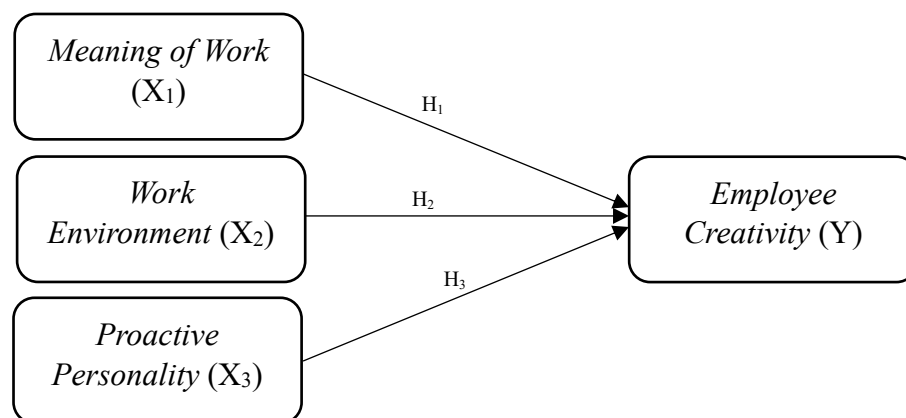 Meaning of Work
(X₁)
H₁
Work
Environment (X₂)
H₂
Employee
Creativity (Y)
H₃
Proactive
Personality (X₃)